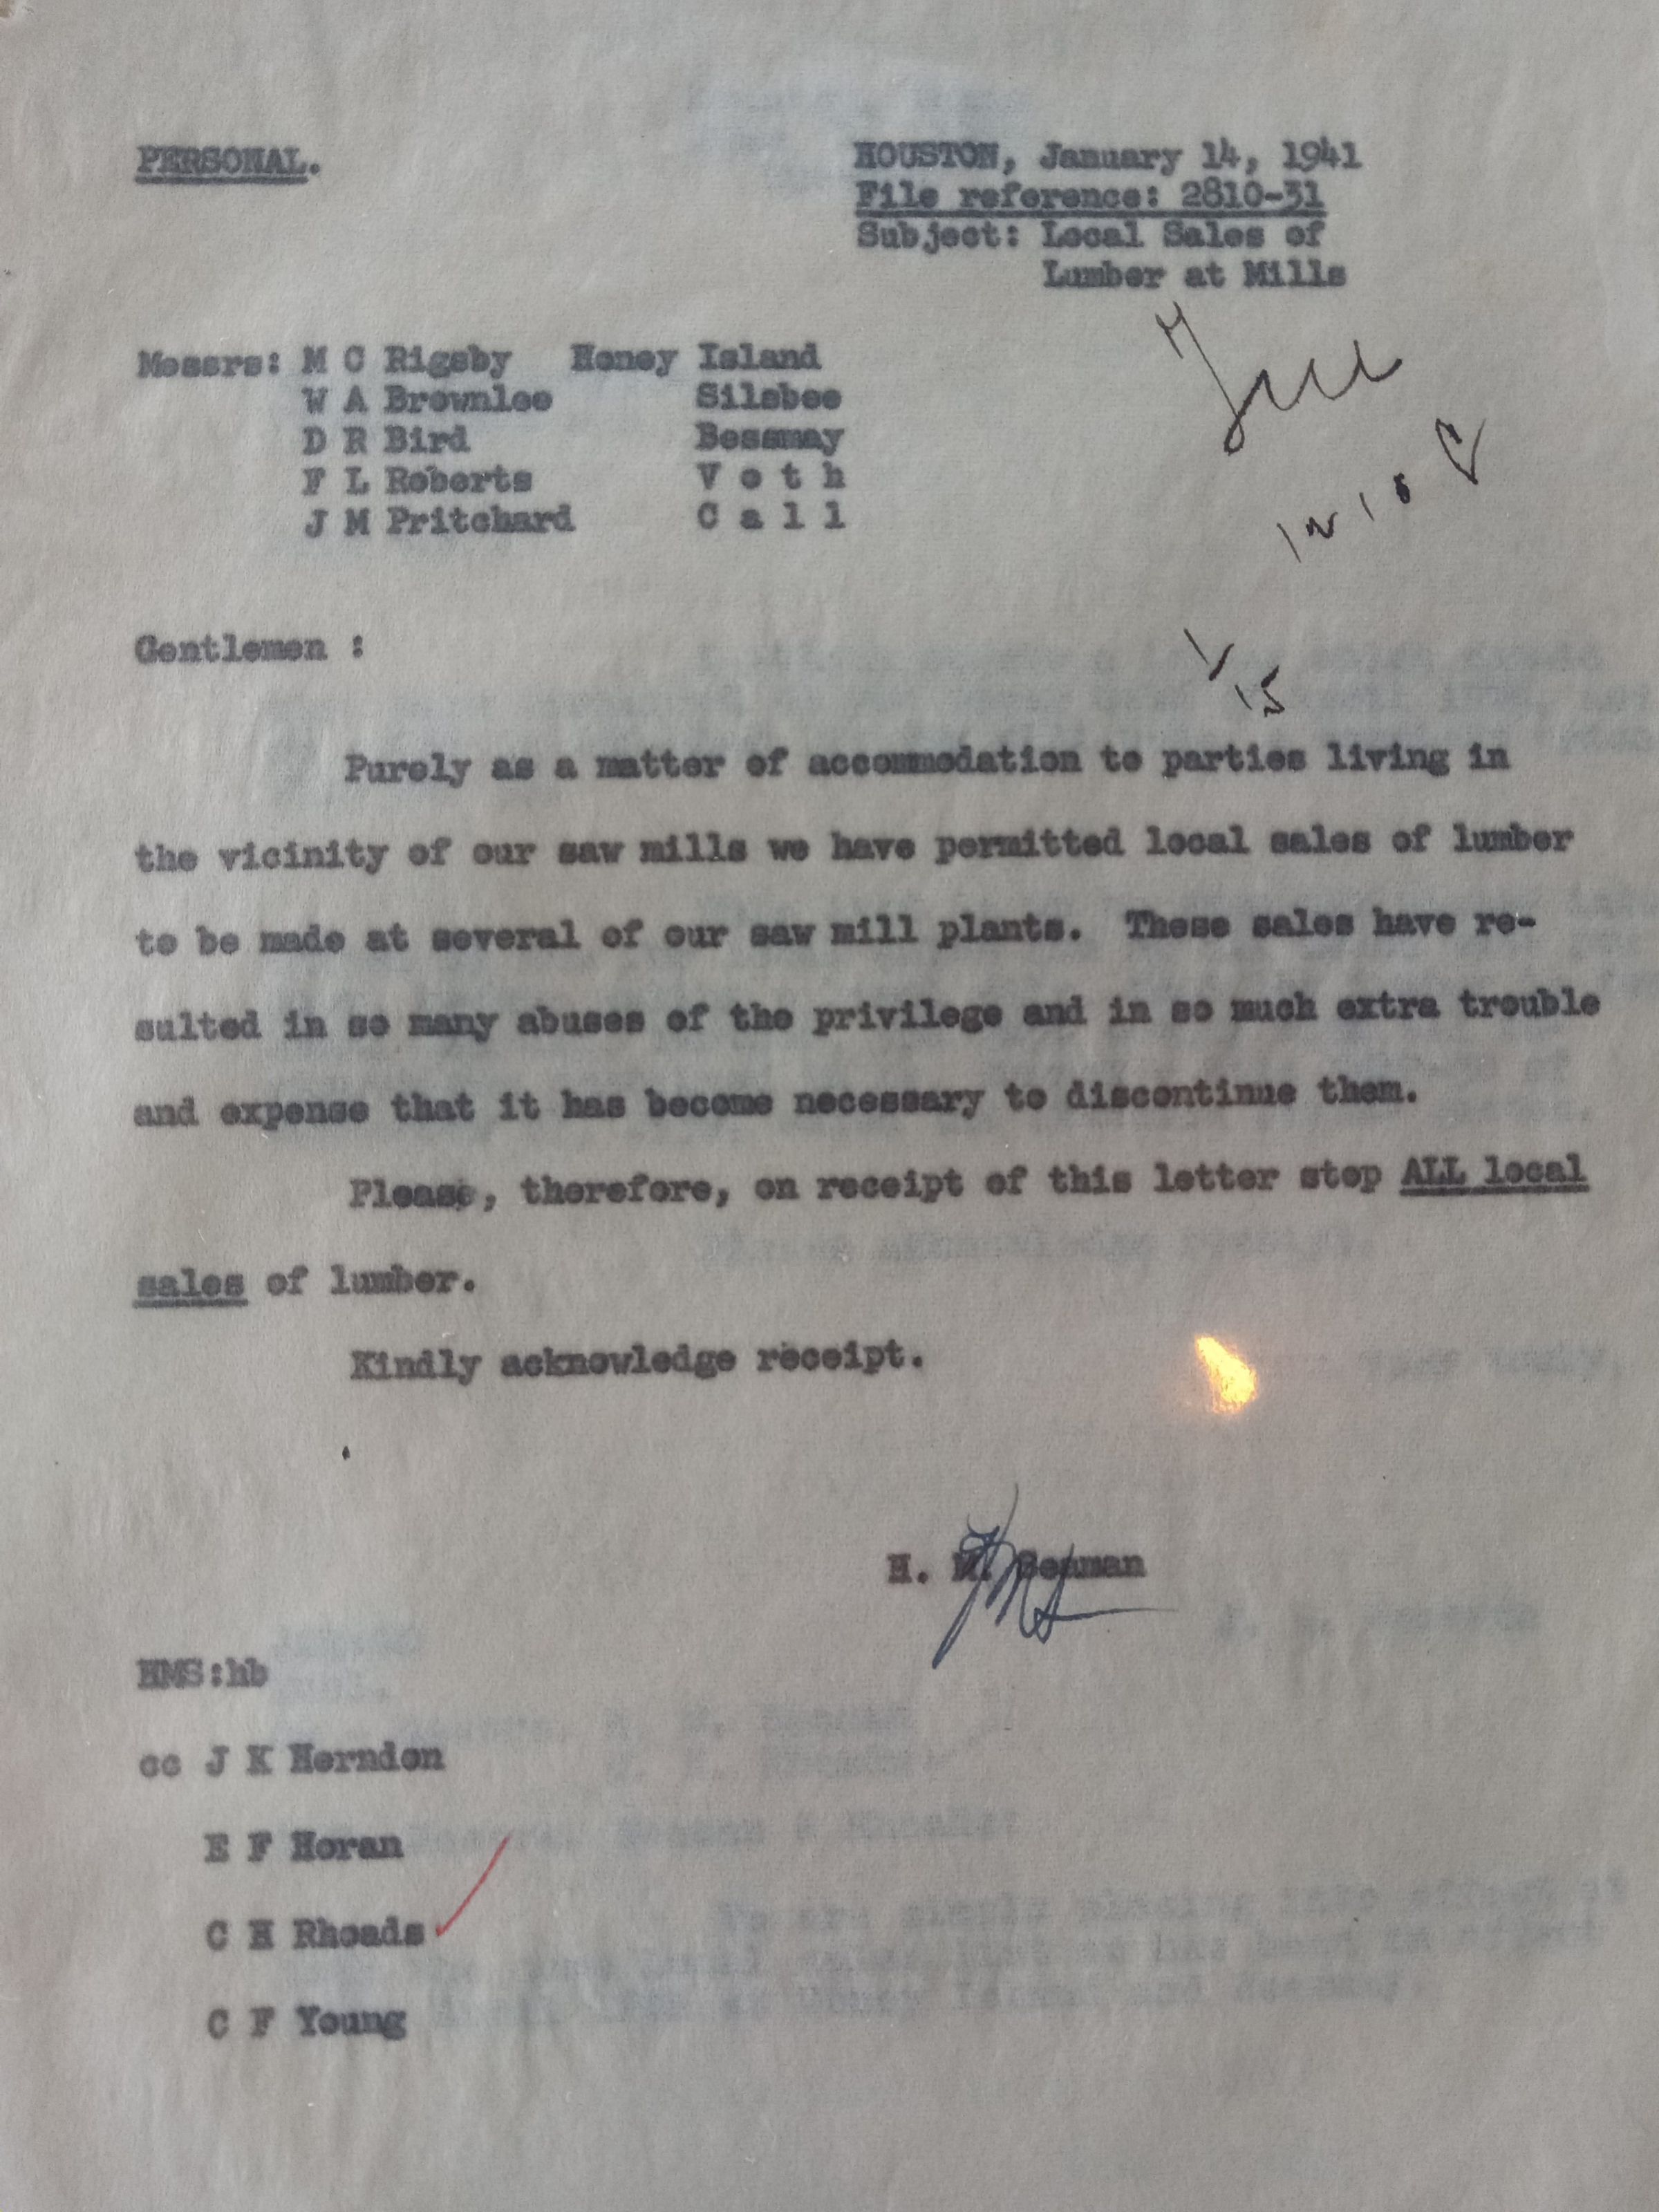 PERSONAL.
HOUSTON, January 14, 1941
File reference: 2810-31
Subject: Local Sales of
Lumber at Mills
Messrs: M C Rigsby Honey Island
W A Brownlee Silsbee
D R Bird Bessmay
F L Roberts V o t h
J M Pritchard C a l l
1/15
Gentlemen :
Purely as a matter of accommodation to parties living in
the vicinity of our saw mills we have permitted local sales of lumber
to be made at several of our saw mill plants. These sales have re-
sulted in so many abuses of the privilege and in so much extra trouble
and expense that it has become necessary to discontinue them.
Please, therefore, on receipt of this letter stop ALL local
sales of lumber.
Kindly acknowledge receipt.
H. M. Seaman
HMS:hb
cc J K Herndon
E F Horan
C H Rhoads
C F Young